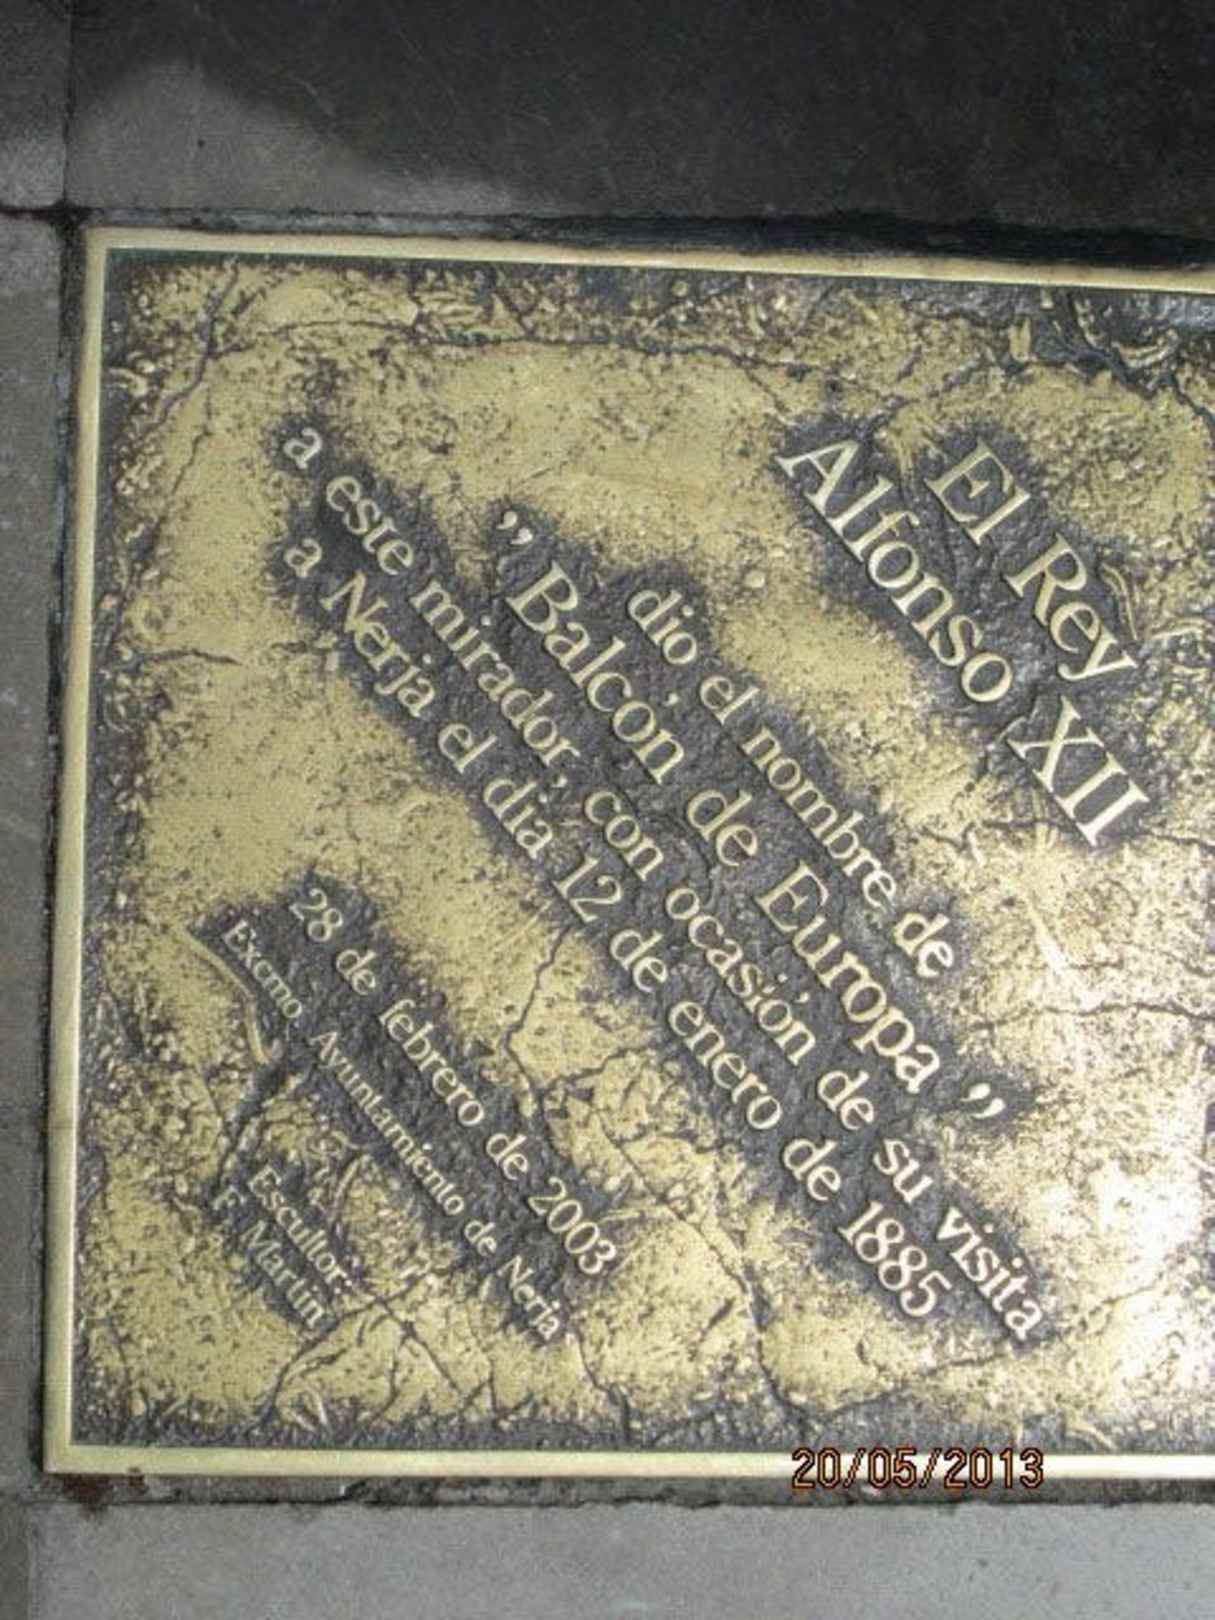 El Rey
Alfonso XII
dio el nombre de
"Balcón de Europa"
a este mirador, con ocasión de su visita
a Nerja el día 12 de enero de 1885
28 de febrero de 2003
Excmo. Ayuntamiento de Nerja
Escultor:
F. Martín
20/05/2013